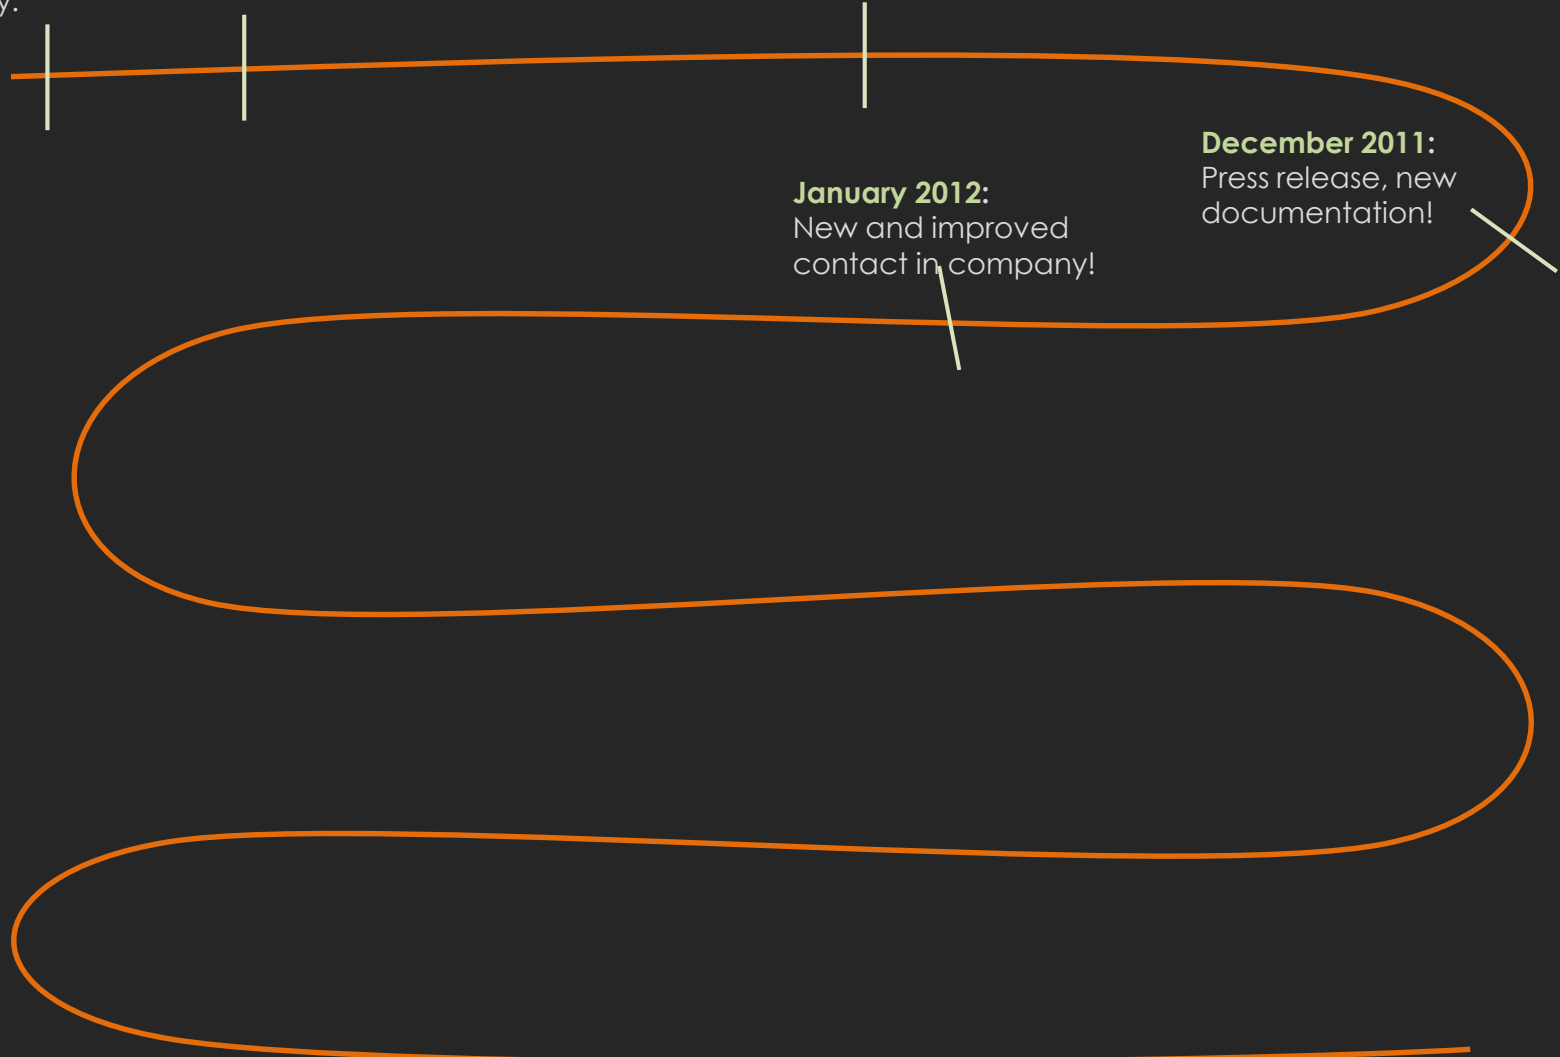 y.
December 2011:
Press release, new
documentation!
January 2012:
New and improved
contact in company!